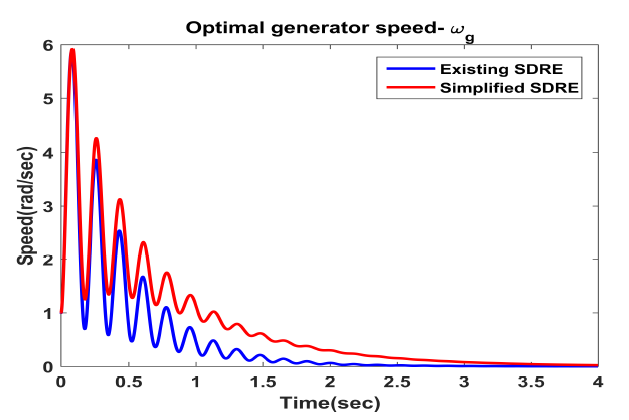 Optimal generator speed- ω_g
Existing SDRE
Simplified SDRE
Speed(rad/sec)
6
5
4
3
2
1
0
0 0.5 1 1.5 2 2.5 3 3.5 4
Time(sec)